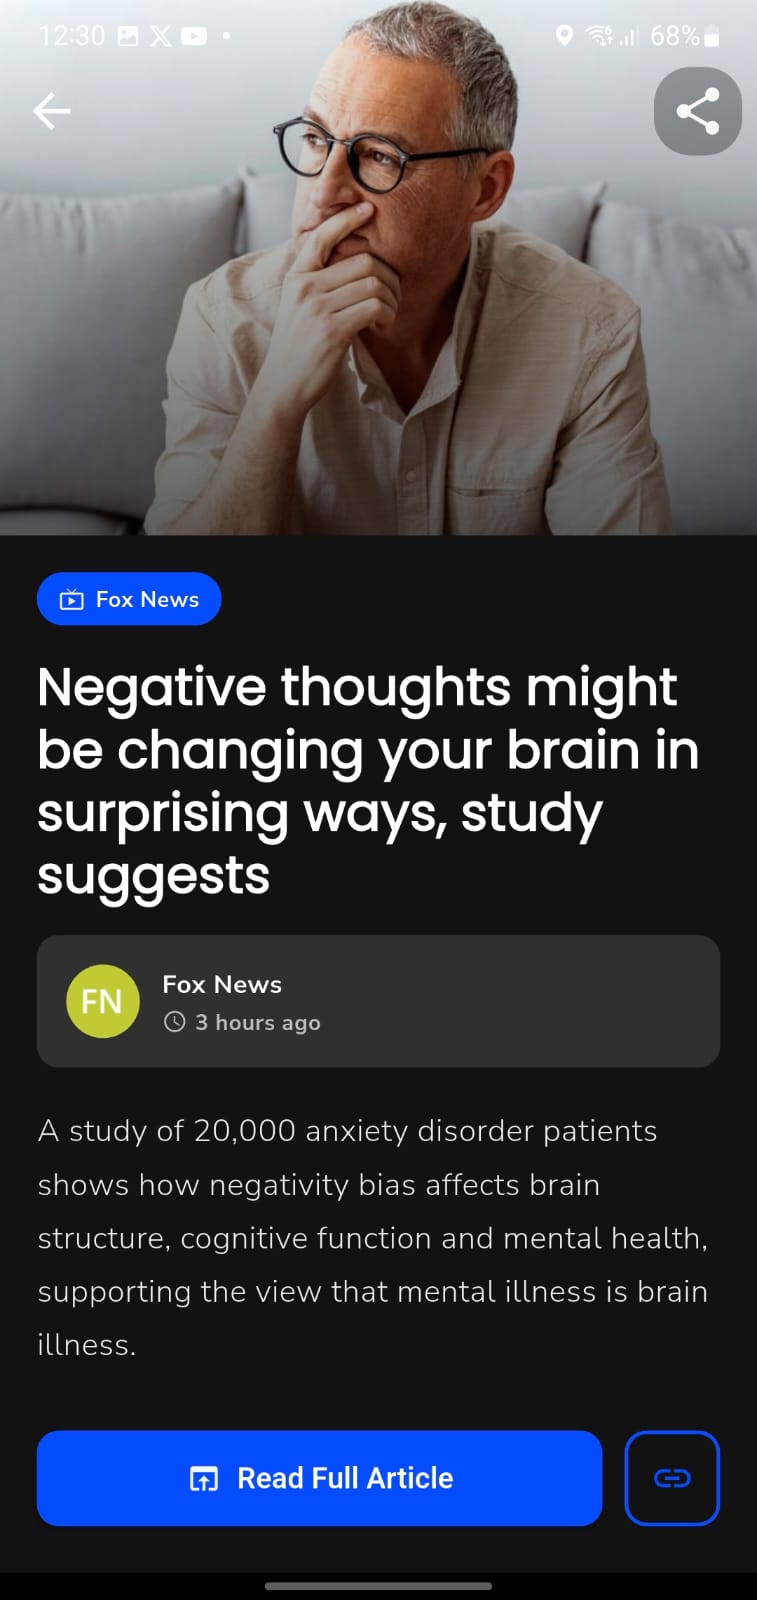 12:30
68%
Fox News
Negative thoughts might
be changing your brain in
surprising ways, study
suggests
FN
Fox News
3 hours ago
A study of 20,000 anxiety disorder patients
shows how negativity bias affects brain
structure, cognitive function and mental health,
supporting the view that mental illness is brain
illness.
Read Full Article